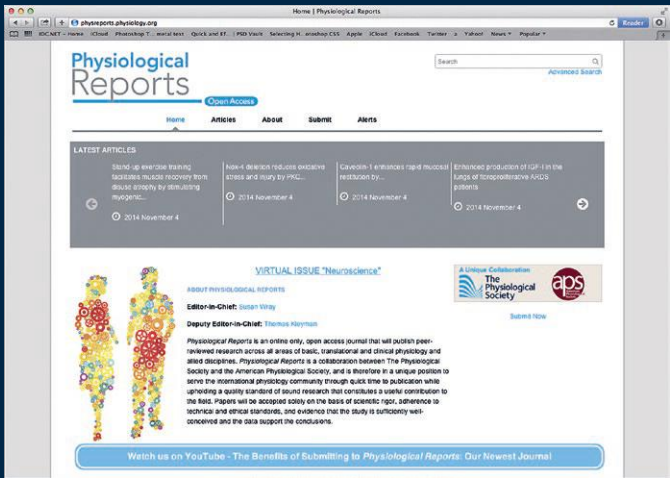 Home | Physiological Reports
physreports.physiology.org
Reader
iCloud Facebook Twitter Yahoo! News Popular
Physiological
Reports
Open Access
Search
Advanced Search
Home Articles About Submit Alerts
LATEST ARTICLES
Stand-up exercise training
facilitates muscle recovery from
disuse atrophy by stimulating
myogenic...
2014 November 4
Nox-4 deletion reduces oxidative
stress and injury by PKC...
2014 November 4
Caveolin-1 enhances rapid mucosal
restitution by...
2014 November 4
Enhanced production of IGF-I in the
lungs of fibroproliferative ARDS
patients
2014 November 4
VIRTUAL ISSUE "Neuroscience"
ABOUT PHYSIOLOGICAL REPORTS
Editor-in-Chief: Susan Wray
Deputy Editor-in-Chief: Thomas Kleyman
Physiological Reports is an online only, open access journal that will publish peer-
reviewed research across all areas of basic, translational and clinical physiology and
allied disciplines. Physiological Reports is a collaboration between The Physiological
Society and the American Physiological Society, and is therefore in a unique position to
serve the international physiology community through quick time to publication while
upholding a quality standard of sound research that constitutes a useful contribution to
the field. Papers will be accepted solely on the basis of scientific rigor, adherence to
technical and ethical standards, and evidence that the study is sufficiently well-
conceived and the data support the conclusions.
A Unique Collaboration
The
Physiological
Society
aps
Submit Now
Watch us on YouTube - The Benefits of Submitting to Physiological Reports: Our Newest Journal